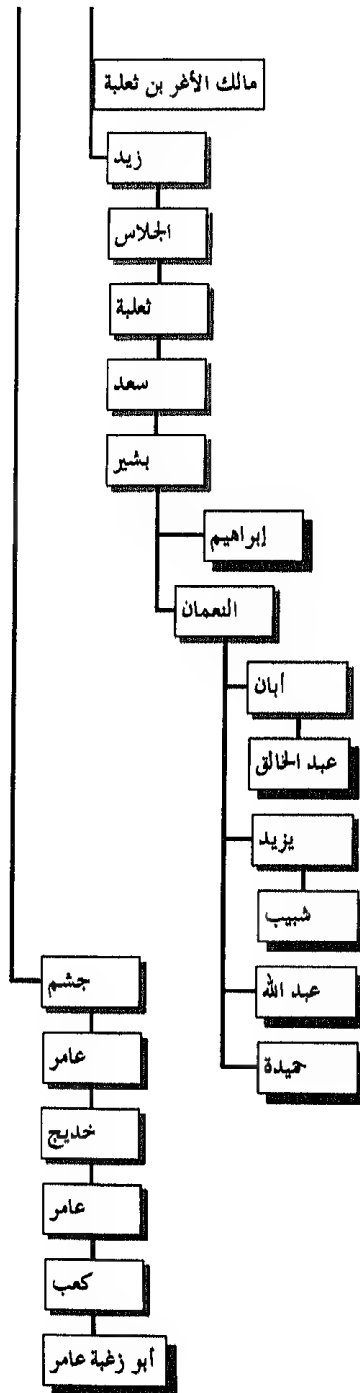 مالك الأغر بن ثعلبة
زيد
الجلاس
ثعلبة
سعد
بشير
إبراهيم
النعمان
أبان
عبد الخالق
يزيد
شبيب
عبد الله
حميدة
جشم
عامر
خديج
عامر
كعب
أبو زغبة عامر